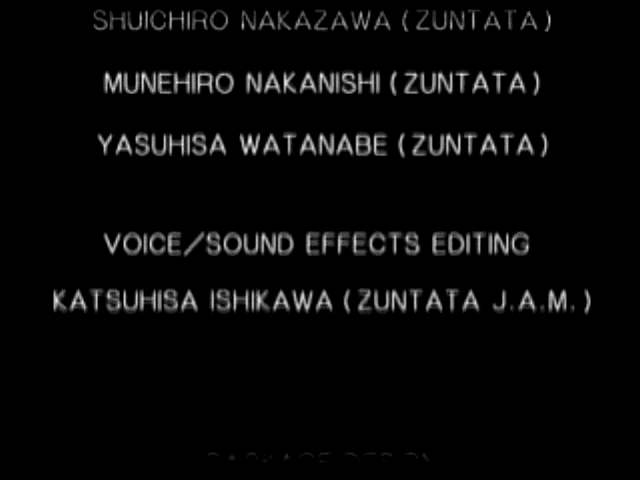 SHUICHIRO NAKAZAWA (ZUNTATA)
MUNEHIRO NAKANISHI (ZUNTATA)
YASUHISA WATANABE (ZUNTATA)
VOICE/SOUND EFFECTS EDITING
KATSUHISA ISHIKAWA (ZUNTATA J.A.M.)